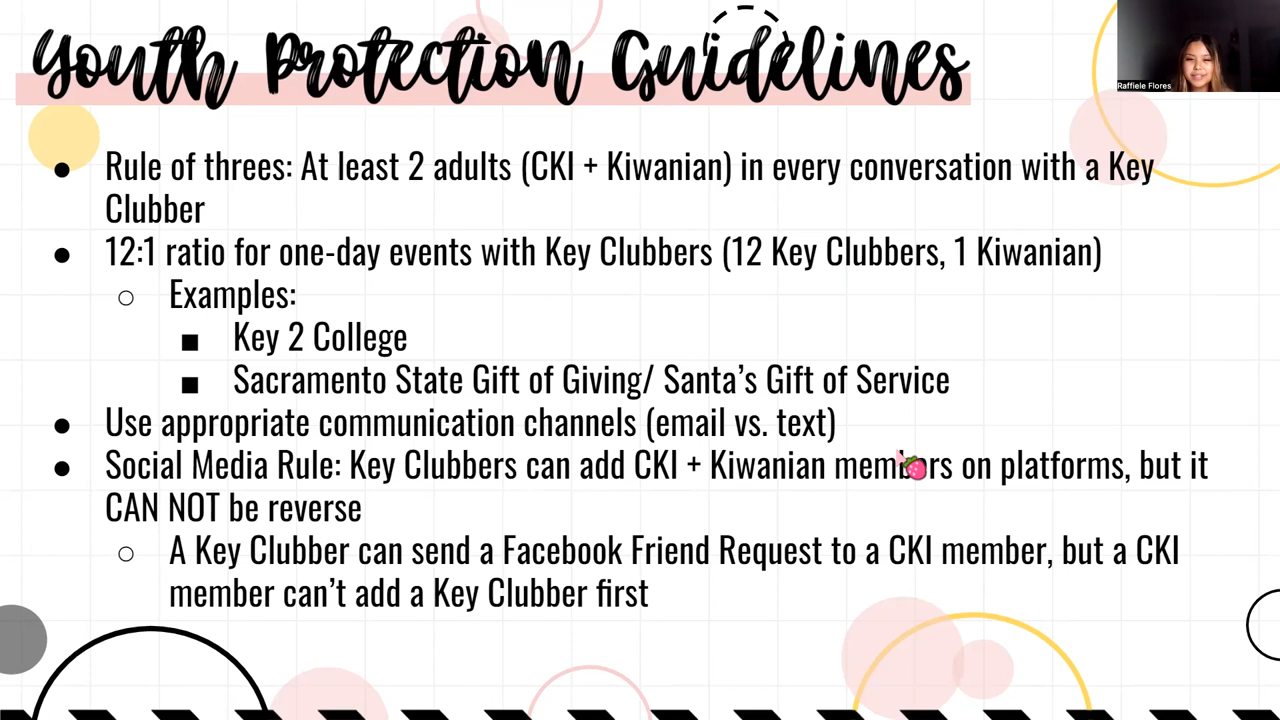 Youth Protection Guidelines
Raffiele Flores
Rule of threes: At least 2 adults (CKI + Kiwanian) in every conversation with a Key
Clubber
12:1 ratio for one-day events with Key Clubbers (12 Key Clubbers, 1 Kiwanian)
Examples:
Key 2 College
Sacramento State Gift of Giving/ Santa’s Gift of Service
Use appropriate communication channels (email vs. text)
Social Media Rule: Key Clubbers can add CKI + Kiwanian members on platforms, but it
CAN NOT be reverse
A Key Clubber can send a Facebook Friend Request to a CKI member, but a CKI
member can’t add a Key Clubber first